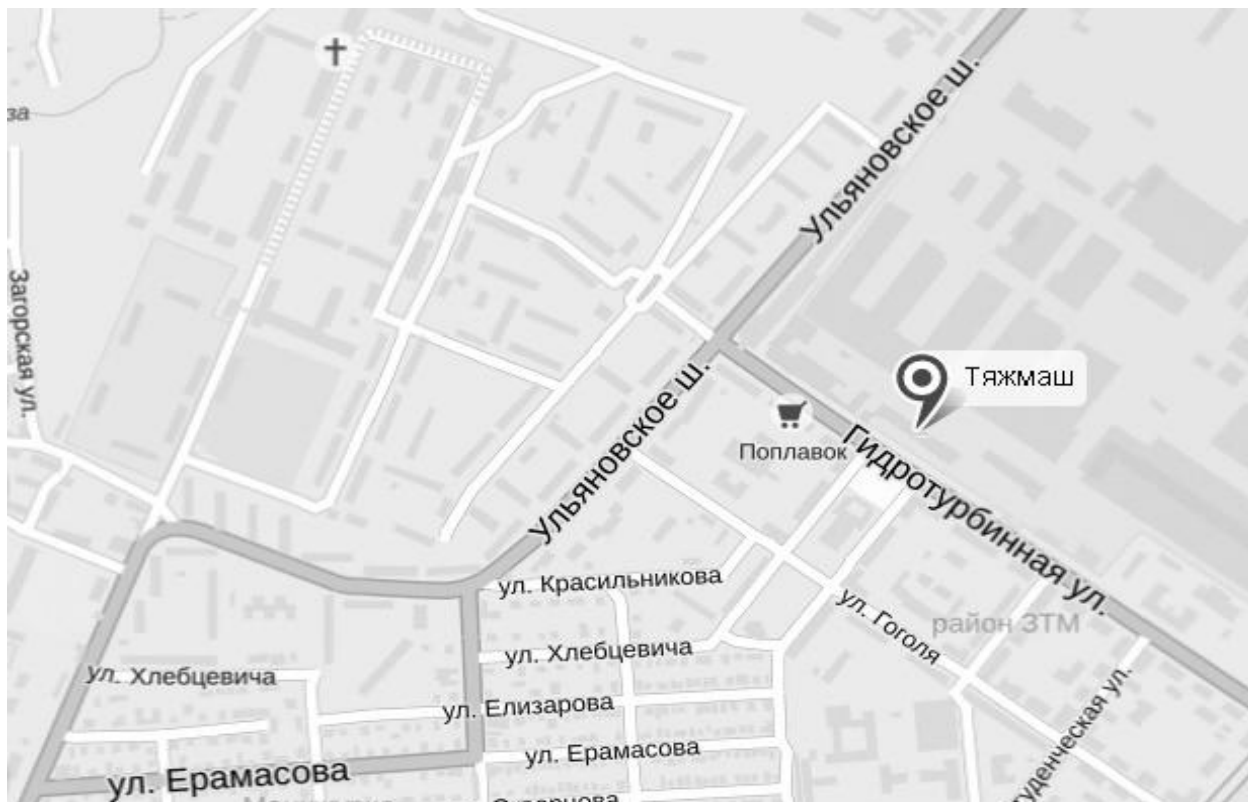 Ульяновское ш.
Загорская ул.
Тяжмаш
Поплавок
Ульяновское ш.
Гидротурбинная ул.
ул. Красильникова
ул. Гоголя
район ЗТМ
ул. Хлебцевича
ул. Хлебцевича
ул. Елизарова
ул. Ерамасова
ул. Ерамасова